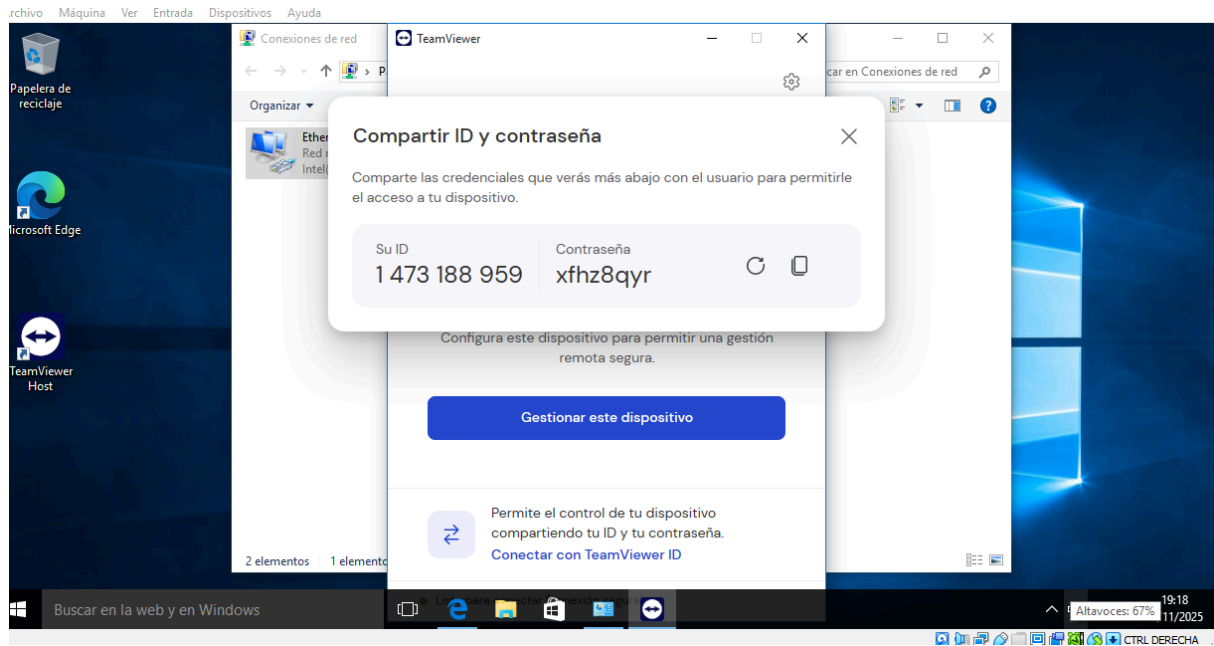 rchivo Máquina Ver Entrada Dispositivos Ayuda
Papelera de
reciclaje
Microsoft Edge
TeamViewer
Host
Conexiones de red
TeamViewer
P
car en Conexiones de red
Organizar
Ether
Red
Intel(
Compartir ID y contraseña
Comparte las credenciales que verás más abajo con el usuario para permitirle
el acceso a tu dispositivo.
Su ID
1 473 188 959
Contraseña
xfhz8qyr
Configura este dispositivo para permitir una gestión
remota segura.
Gestionar este dispositivo
Permite el control de tu dispositivo
compartiendo tu ID y tu contraseña.
Conectar con TeamViewer ID
2 elementos 1 elemento
Buscar en la web y en Windows
Altavoces: 67%
19:18
11/2025
CTRL DERECHA